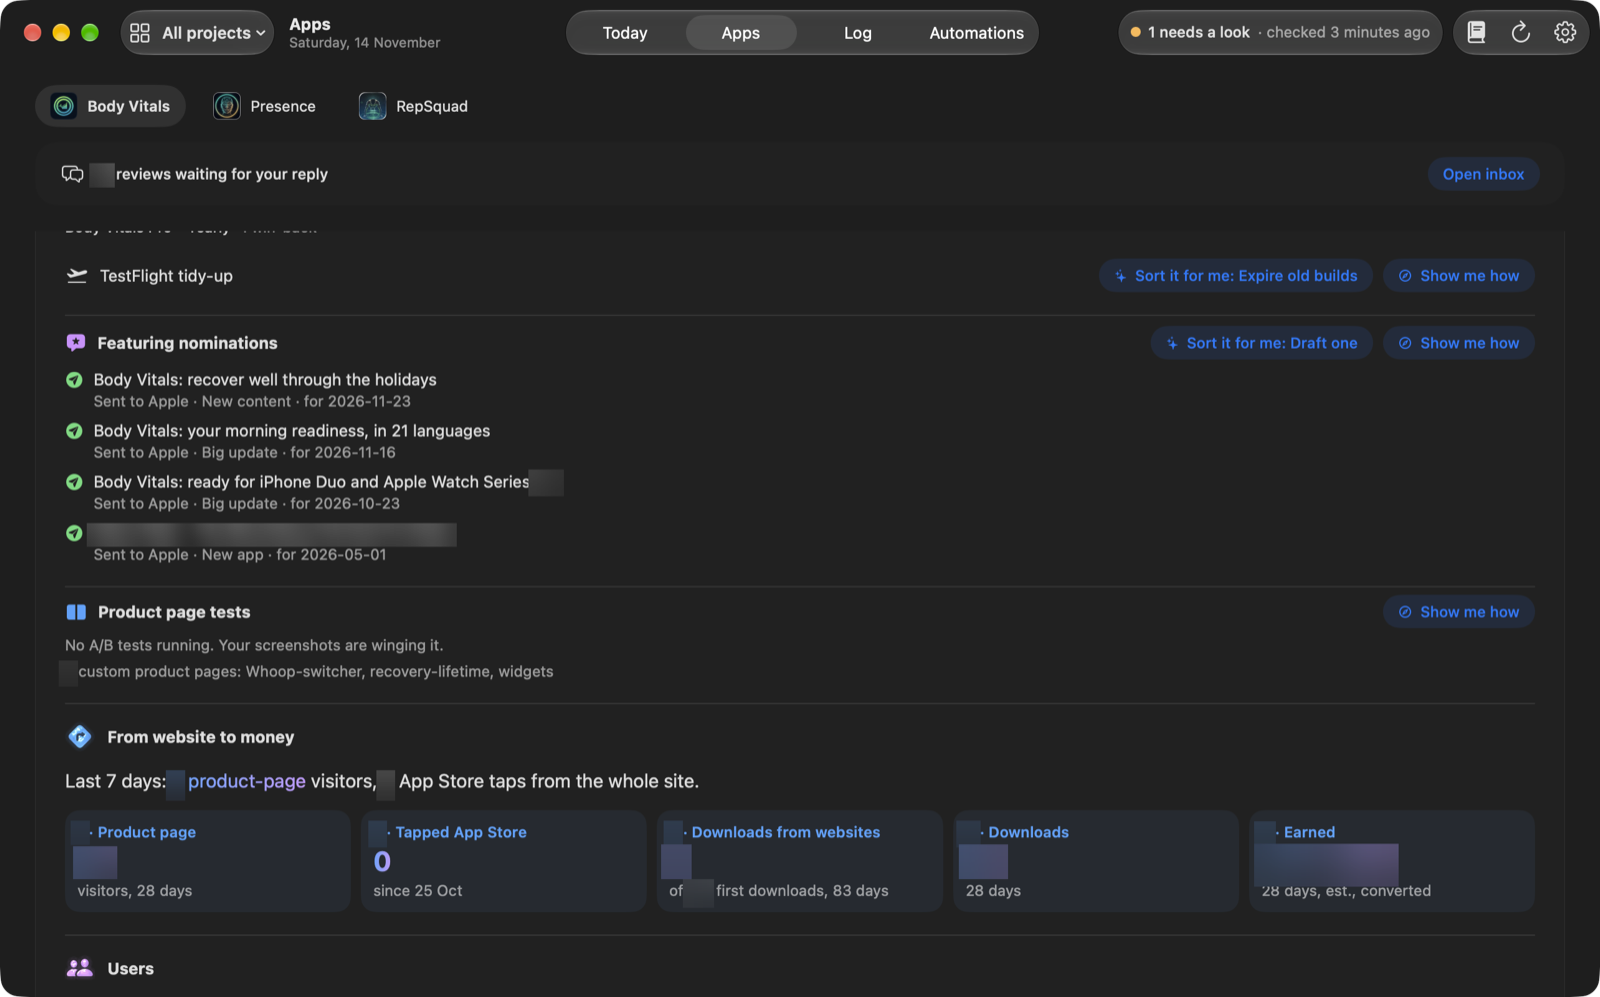 All projects
Apps
Saturday, 14 November
Today
Apps
Log
Automations
1 needs a look · checked 3 minutes ago
Body Vitals
Presence
RepSquad
reviews waiting for your reply
Open inbox
TestFlight tidy-up
Sort it for me: Expire old builds
Show me how
Featuring nominations
Sort it for me: Draft one
Show me how
Body Vitals: recover well through the holidays
Sent to Apple · New content · for 2026-11-23
Body Vitals: your morning readiness, in 21 languages
Sent to Apple · Big update · for 2026-11-16
Body Vitals: ready for iPhone Duo and Apple Watch Series
Sent to Apple · Big update · for 2026-10-23
Sent to Apple · New app · for 2026-05-01
Product page tests
Show me how
No A/B tests running. Your screenshots are winging it.
custom product pages: Whoop-switcher, recovery-lifetime, widgets
From website to money
Last 7 days: product-page visitors, App Store taps from the whole site.
· Product page
visitors, 28 days
· Tapped App Store
0
since 25 Oct
· Downloads from websites
of first downloads, 83 days
· Downloads
28 days
· Earned
28 days, est., converted
Users